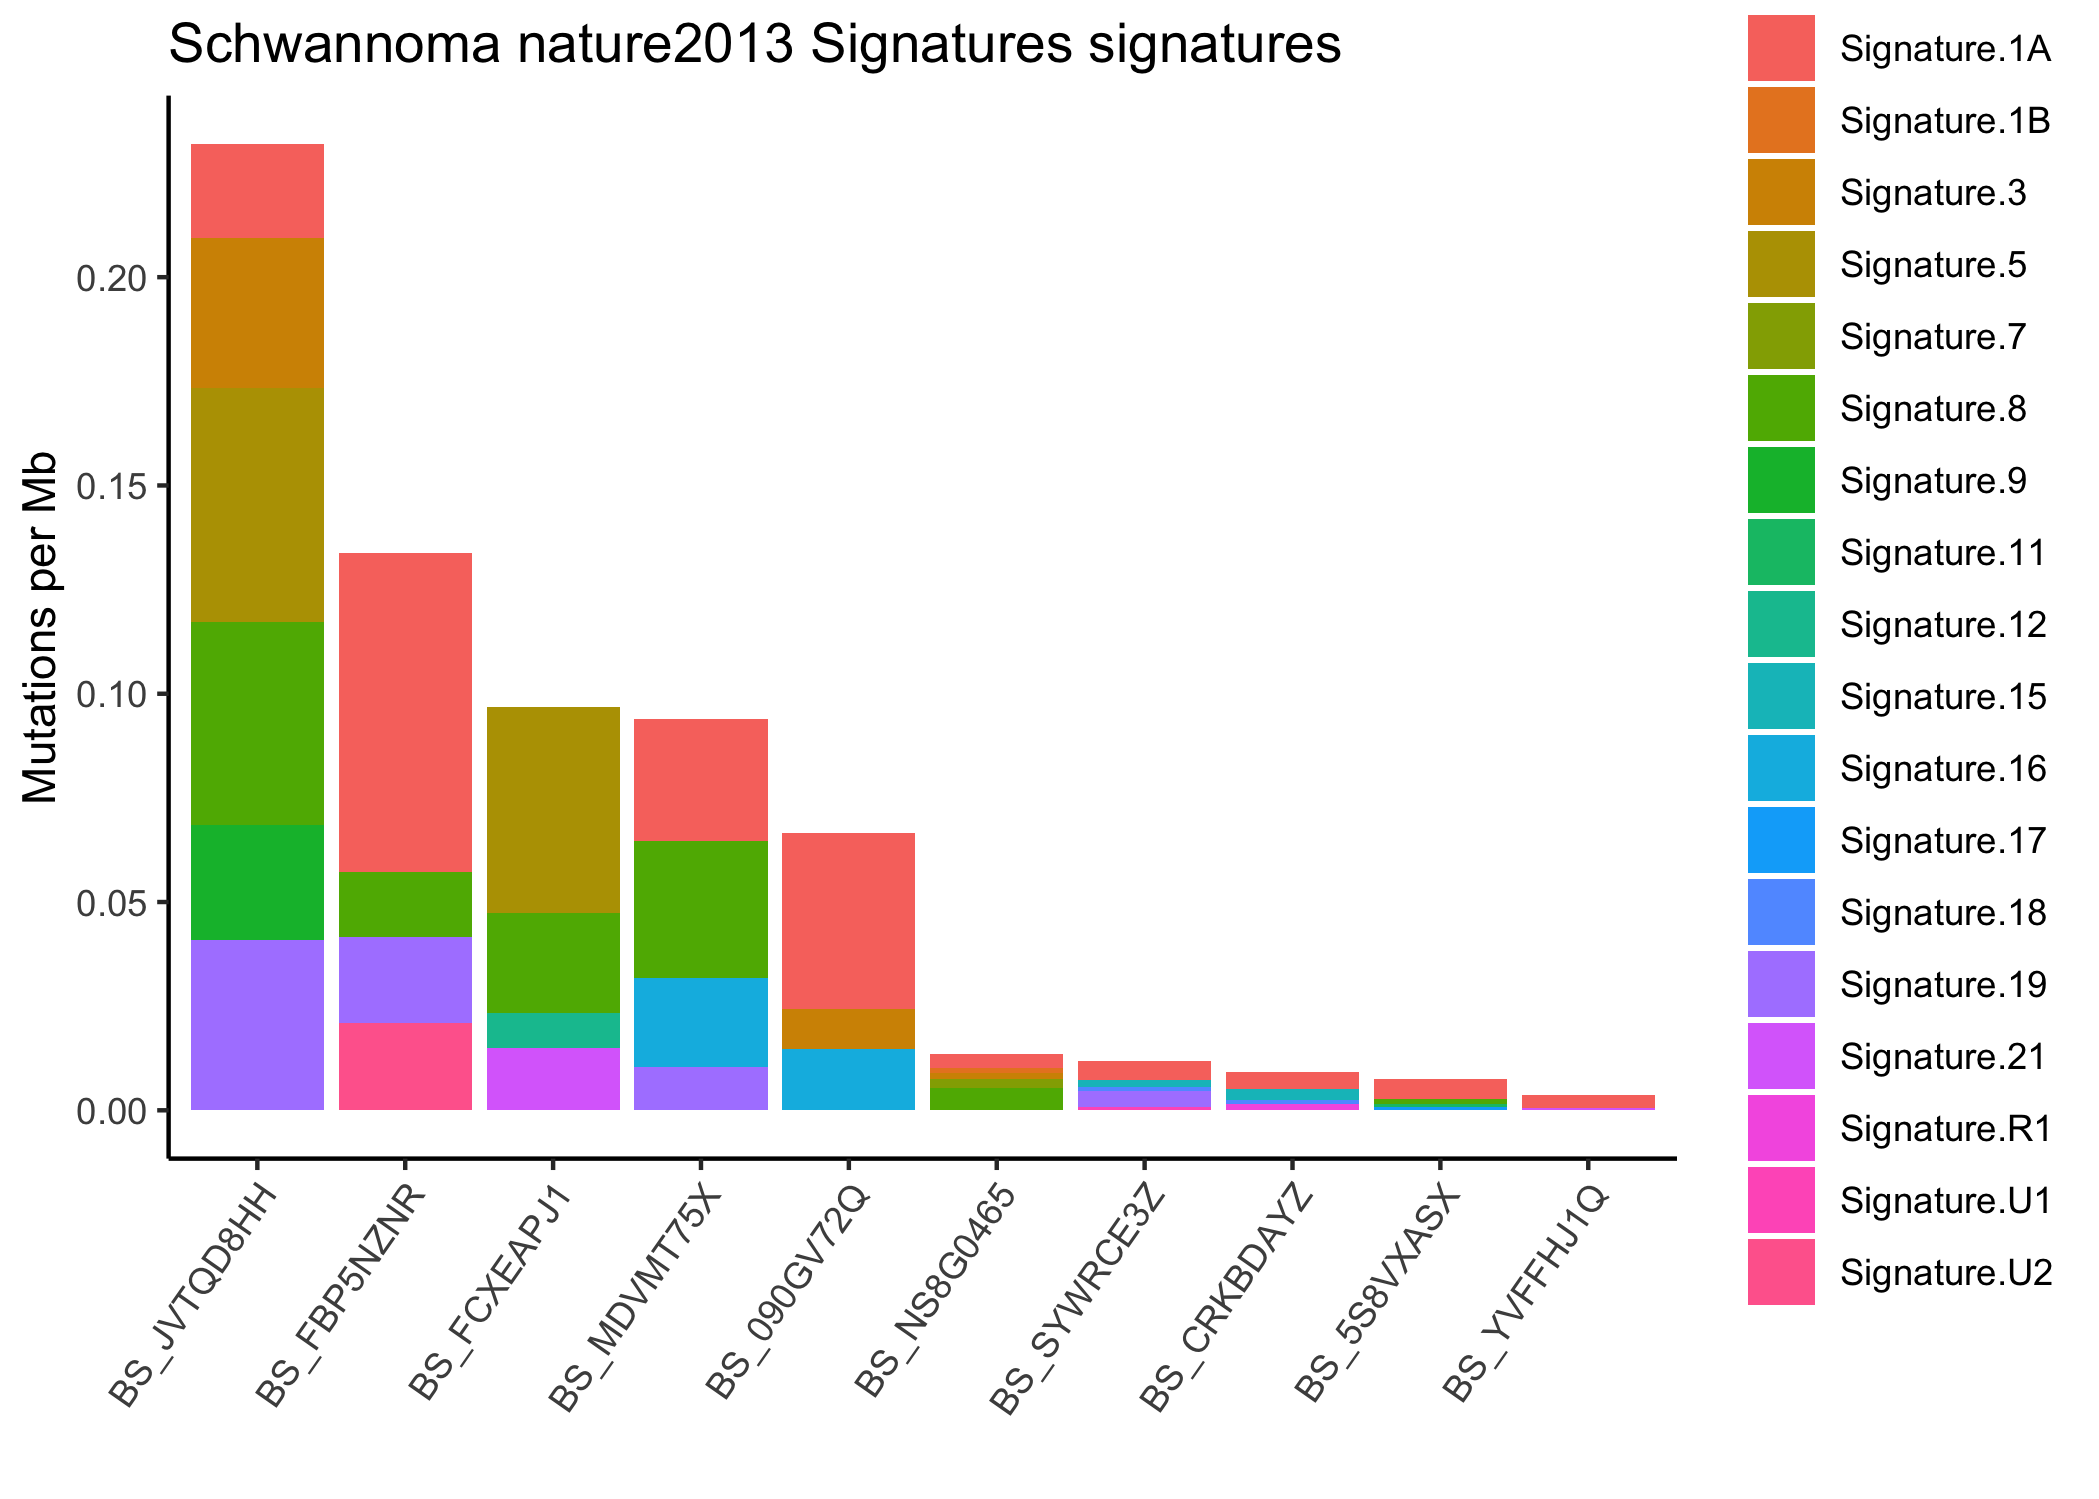 Schwannoma nature2013 Signatures signatures
Mutations per Mb
0.20
0.15
0.10
0.05
0.00
BS_JVTQD8HH
BS_FBP5NZNR
BS_FCXEAPJ1
BS_MDVMT75X
BS_090GV72Q
BS_NS8G0465
BS_SYWRCE3Z
BS_CRKBDAYZ
BS_5S8VXASX
BS_YVFFHJ1Q
Signature.1A
Signature.1B
Signature.3
Signature.5
Signature.7
Signature.8
Signature.9
Signature.11
Signature.12
Signature.15
Signature.16
Signature.17
Signature.18
Signature.19
Signature.21
Signature.R1
Signature.U1
Signature.U2